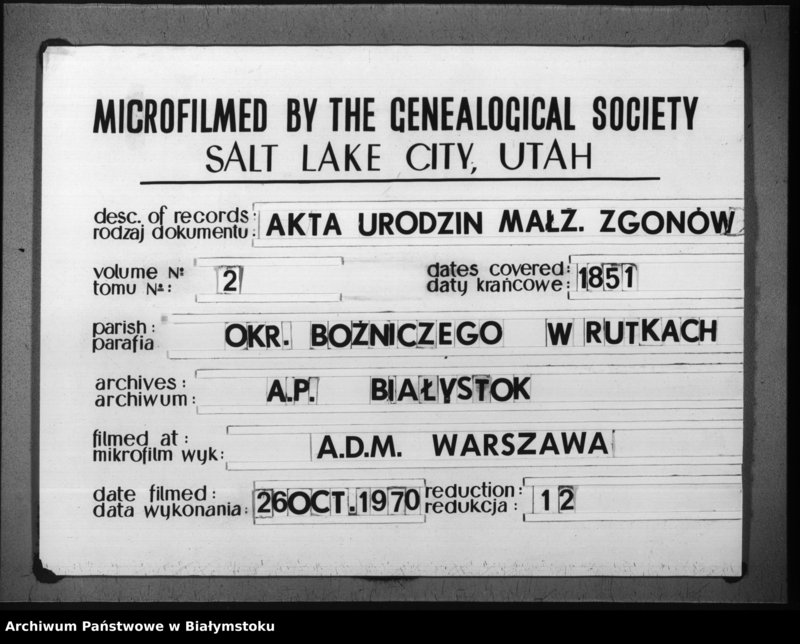 MICROFILMED BY THE GENEALOGICAL SOCIETY
SALT LAKE CITY, UTAH
desc. of records:
rodzaj dokumentu: AKTA URODZIN MAŁŻ. ZGONÓW
volume №
tomu №: 2
dates covered:
daty krańcowe: 1851
parish:
parafia OKR. BOŻNICZEGO W RUTKACH
archives:
archiwum: A.P. BIAŁYSTOK
filmed at:
mikrofilm wyk: A.D.M. WARSZAWA
date filmed:
data wykonania: 26 OCT. 1970
reduction:
redukcja: 12
Archiwum Państwowe w Białymstoku